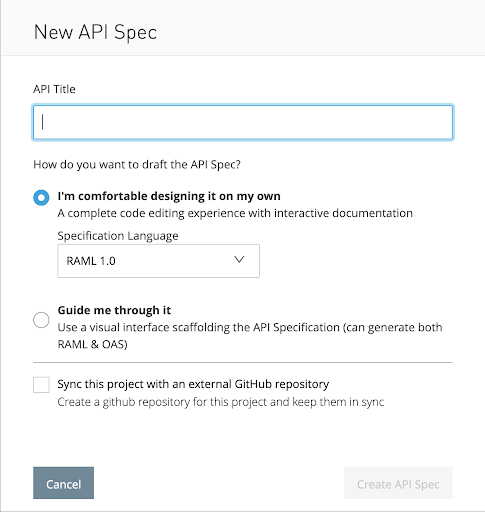 New API Spec
API Title
How do you want to draft the API Spec?
I'm comfortable designing it on my own
A complete code editing experience with interactive documentation
Specification Language
RAML 1.0
Guide me through it
Use a visual interface scaffolding the API Specification (can generate both
RAML & OAS)
Sync this project with an external GitHub repository
Create a github repository for this project and keep them in sync
Cancel
Create API Spec